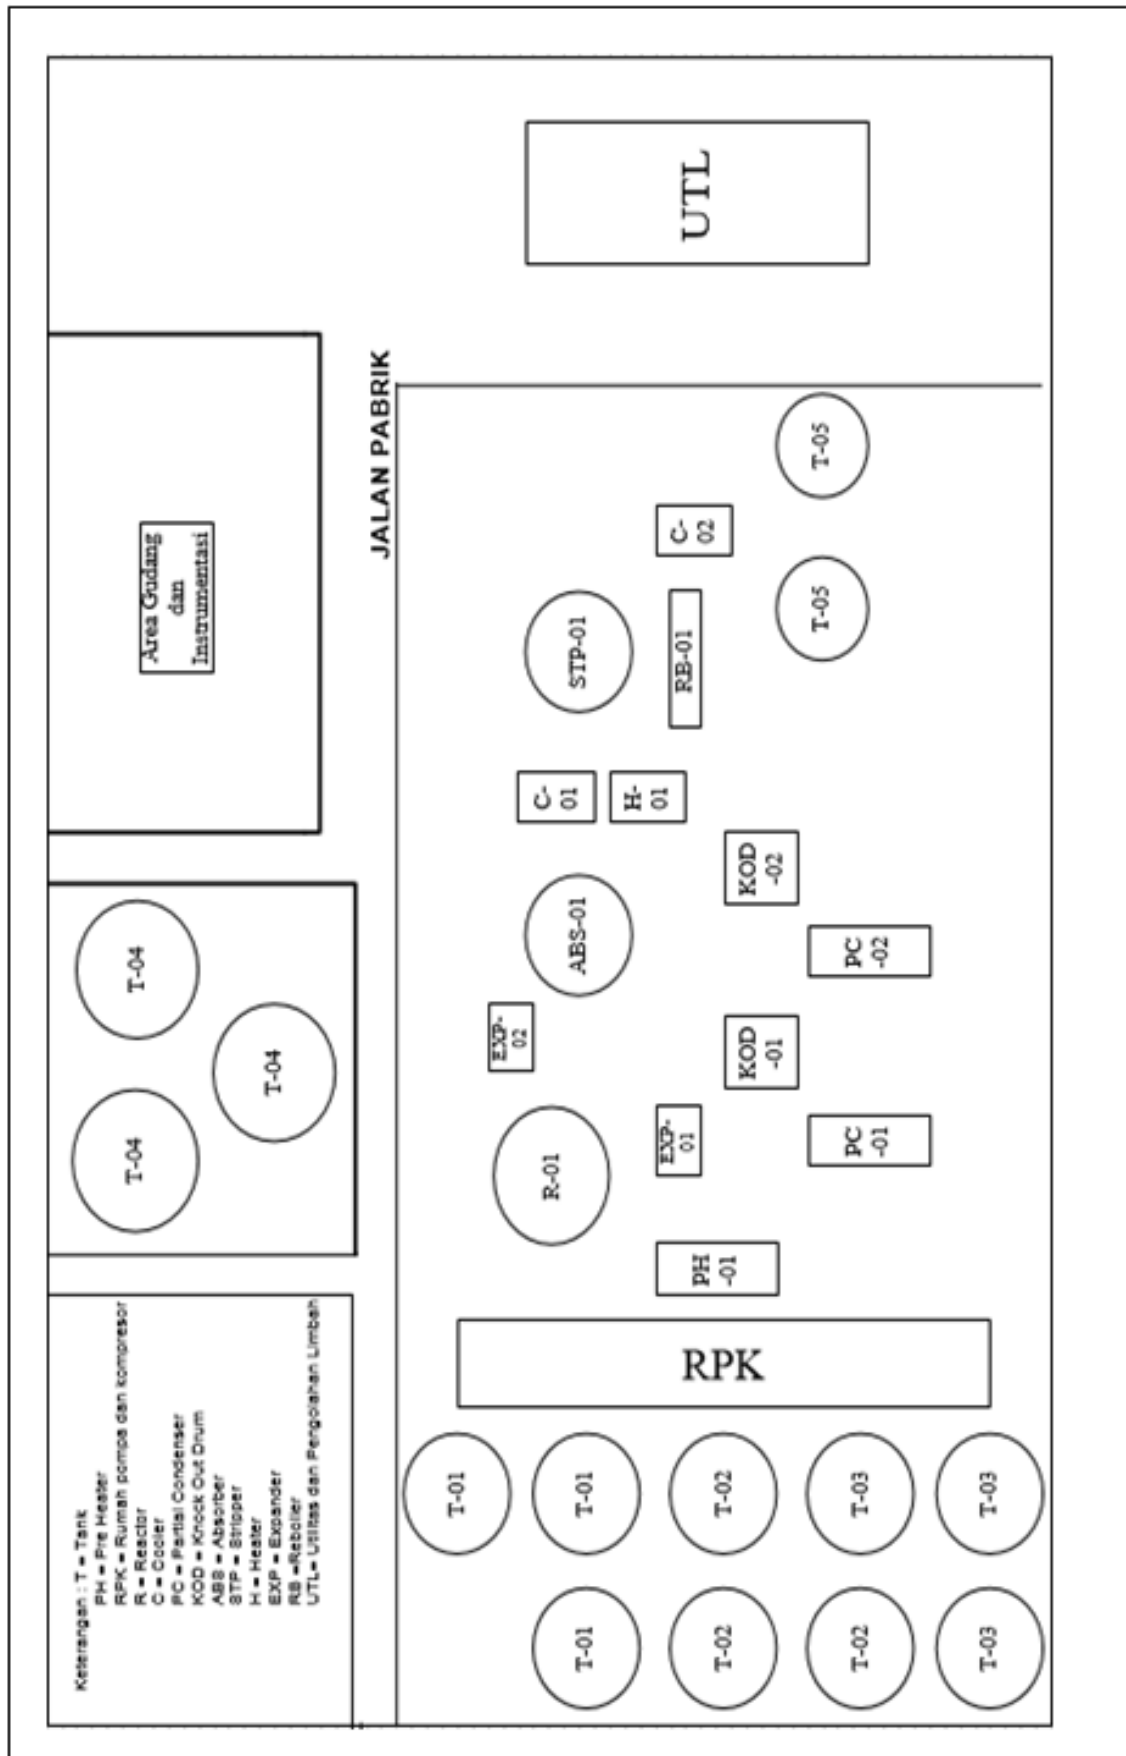 Keterangan : T = Tank
PH = Pre Heater
RPK = Rumah pompa dan kompresor
R = Reactor
C = Cooler
PC = Partial Condenser
KOD = Knock Out Drum
ABS = Absorber
STP = Stripper
H = Heater
EXP = Expander
RB =Reboiler
UTL= Utilitas dan Pengolahan Limbah
T-04
T-04
T-04
Area Gudang
dan
Instrumentasi
JALAN PABRIK
T-01
T-01
T-01
T-02
T-02
T-02
T-03
T-03
T-03
RPK
PH
-01
R-01
EXP-
01
PC
-01
KOD
-01
EXP-
02
ABS-01
PC
-02
KOD
-02
C-
01
H-
01
STP-01
RB-01
C-
02
T-05
T-05
UTL